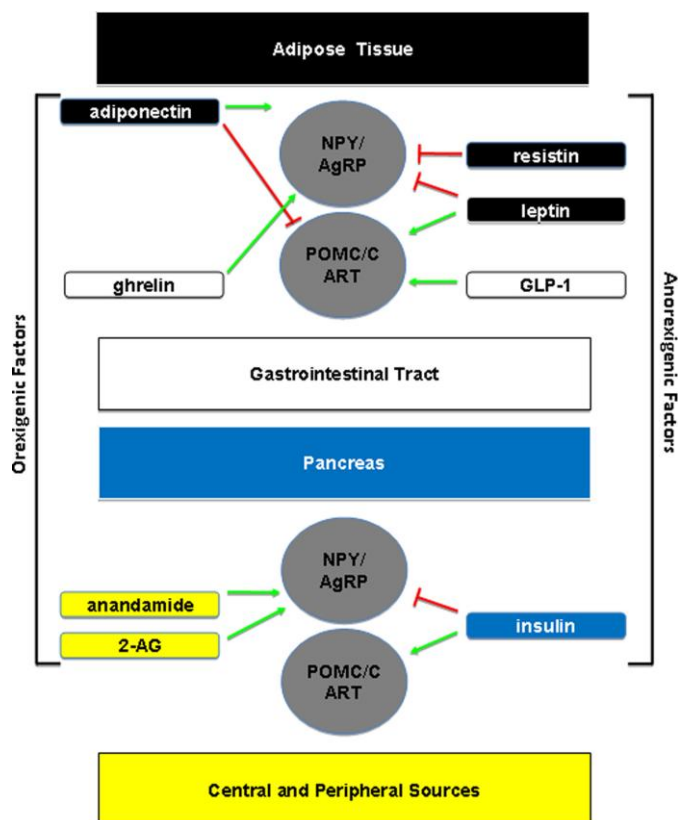 Adipose Tissue
adiponectin
NPY/
AgRP
resistin
leptin
POMC/C
ART
ghrelin
GLP-1
Orexigenic Factors
Anorexigenic Factors
Gastrointestinal Tract
Pancreas
NPY/
AgRP
anandamide
insulin
2-AG
POMC/C
ART
Central and Peripheral Sources